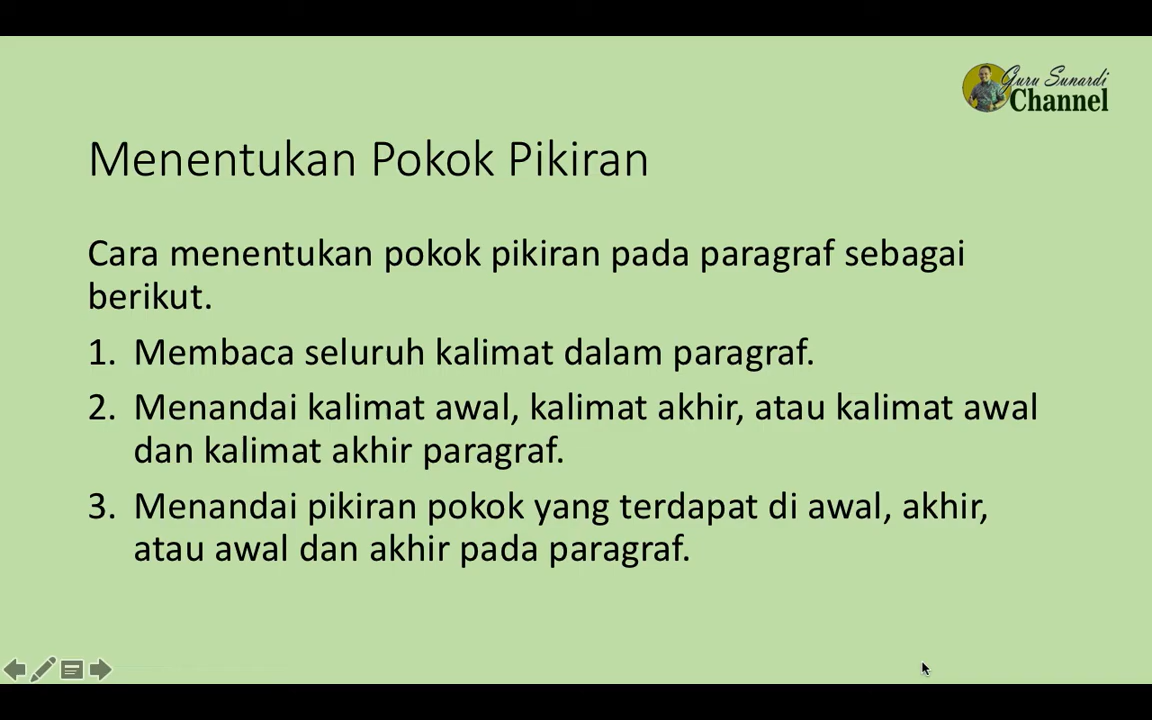 Guru Sunardi
Channel
Menentukan Pokok Pikiran
Cara menentukan pokok pikiran pada paragraf sebagai
berikut.
1. Membaca seluruh kalimat dalam paragraf.
2. Menandai kalimat awal, kalimat akhir, atau kalimat awal
dan kalimat akhir paragraf.
3. Menandai pikiran pokok yang terdapat di awal, akhir,
atau awal dan akhir pada paragraf.